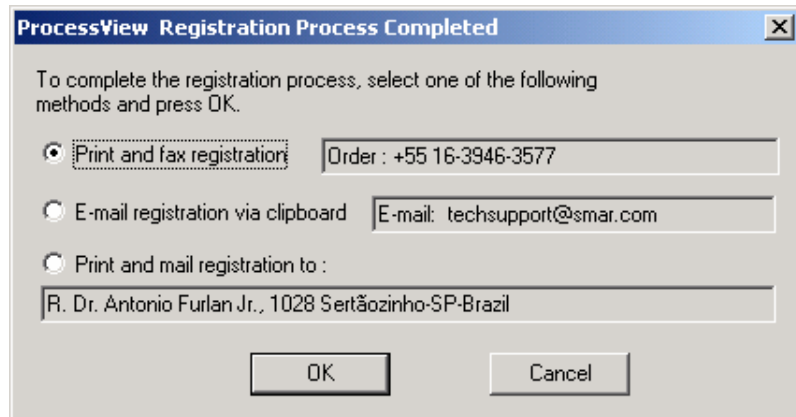 ProcessView Registration Process Completed
To complete the registration process, select one of the following
methods and press OK.
Print and fax registration Order : +55 16-3946-3577
E-mail registration via clipboard E-mail: techsupport@smar.com
Print and mail registration to :
R. Dr. Antonio Furlan Jr., 1028 Sertãozinho-SP-Brazil
OK Cancel